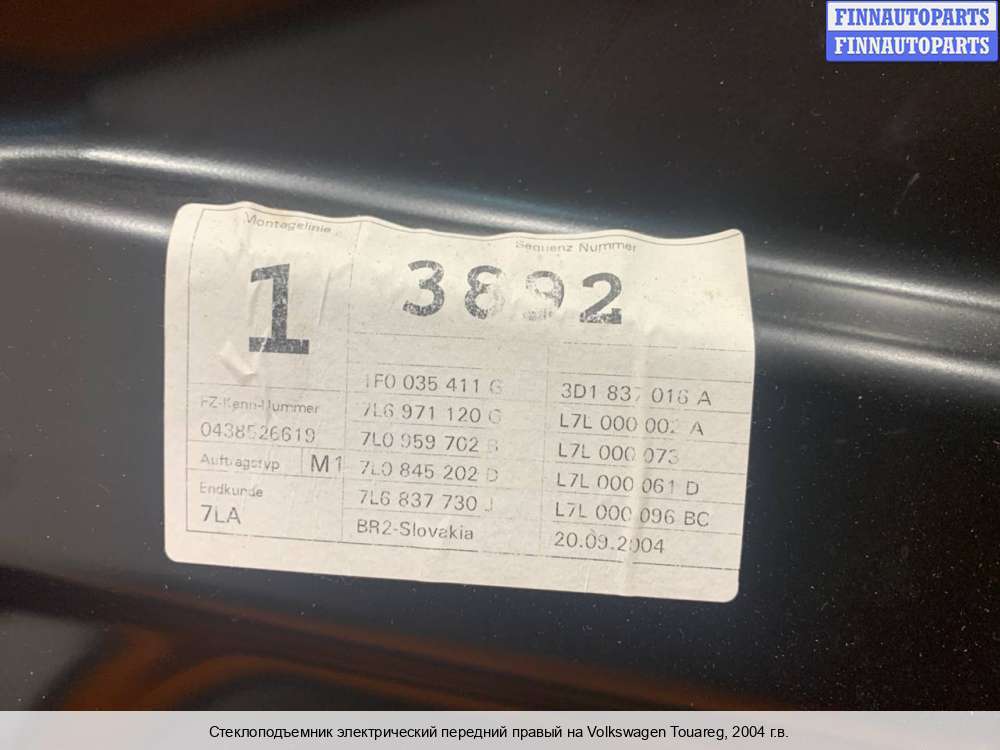 FINNAUTOPARTS
FINNAUTOPARTS
Montagelinie
Sequenz Nummer
1
3892
1F0 035 411 G
3D1 837 016 A
7L6 971 120 G
L7L 000 002 A
FZ-Kenn-Nummer
0438526619
7L0 959 702 B
L7L 000 073
Auftragstyp M1
7L0 845 202 D
L7L 000 061 D
Endkunde
7LA
7L6 837 730 J
L7L 000 096 BC
BR2-Slovakia
20.09.2004
Стеклоподъемник электрический передний правый на Volkswagen Touareg, 2004 г.в.